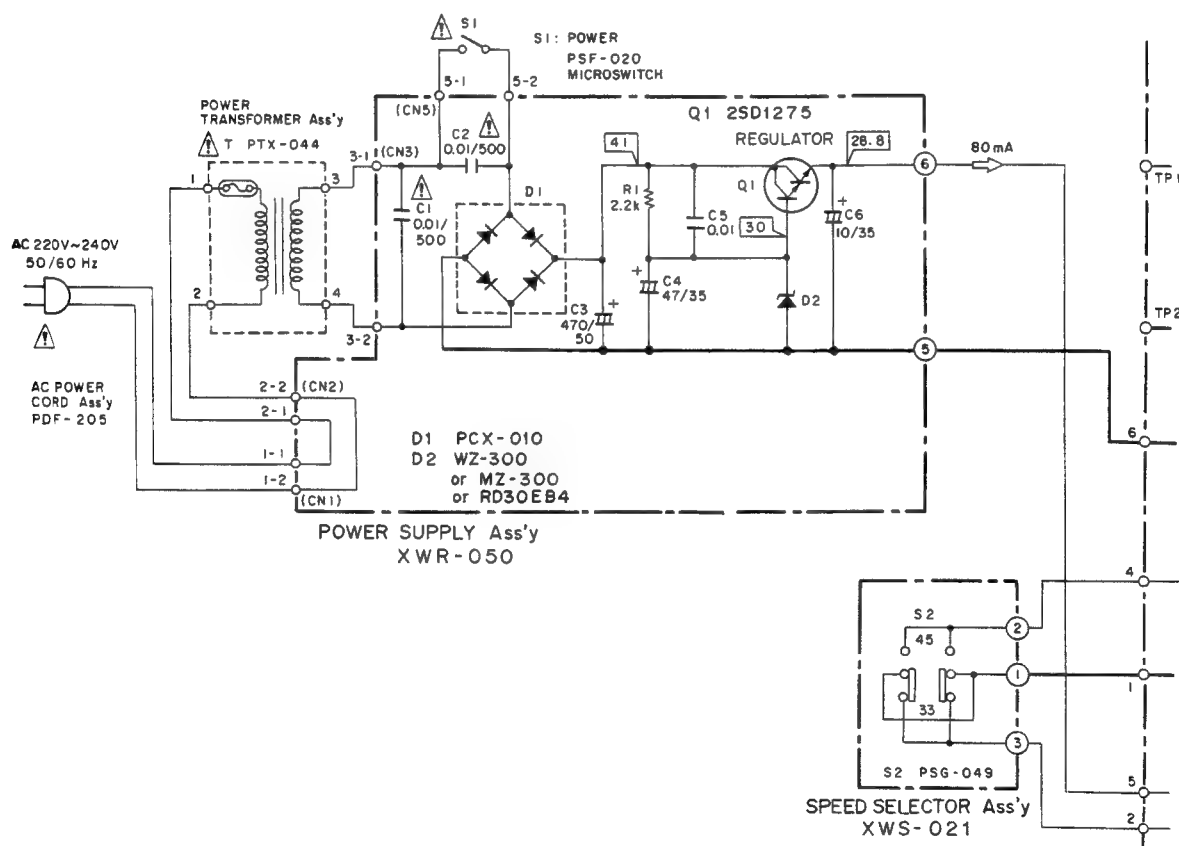 S1
S1: POWER
PSF-020
MICROSWITCH
5-1
5-2
(CN5)
POWER
TRANSFORMER Ass'y
T PTX-044
3-1
(CN3)
C2
0.01/500
Q1 2SD1275
REGULATOR
41
28.8
6
80mA
TP1
1
3
C1
0.01/
500
D1
R1
2.2k
C5
0.01
Q1
30
C6
10/35
AC 220V~240V
50/60 Hz
2
4
3-2
C3
470/
50
C4
47/35
D2
TP2
5
AC POWER
CORD Ass'y
PDF-205
2-2
(CN2)
2-1
1-1
1-2
(CN1)
D1 PCX-010
D2 WZ-300
or MZ-300
or RD30EB4
6
POWER SUPPLY Ass'y
XWR-050
4
S2
45
2
1
1
33
3
S2 PSG-049
5
SPEED SELECTOR Ass'y
XWS-021
2